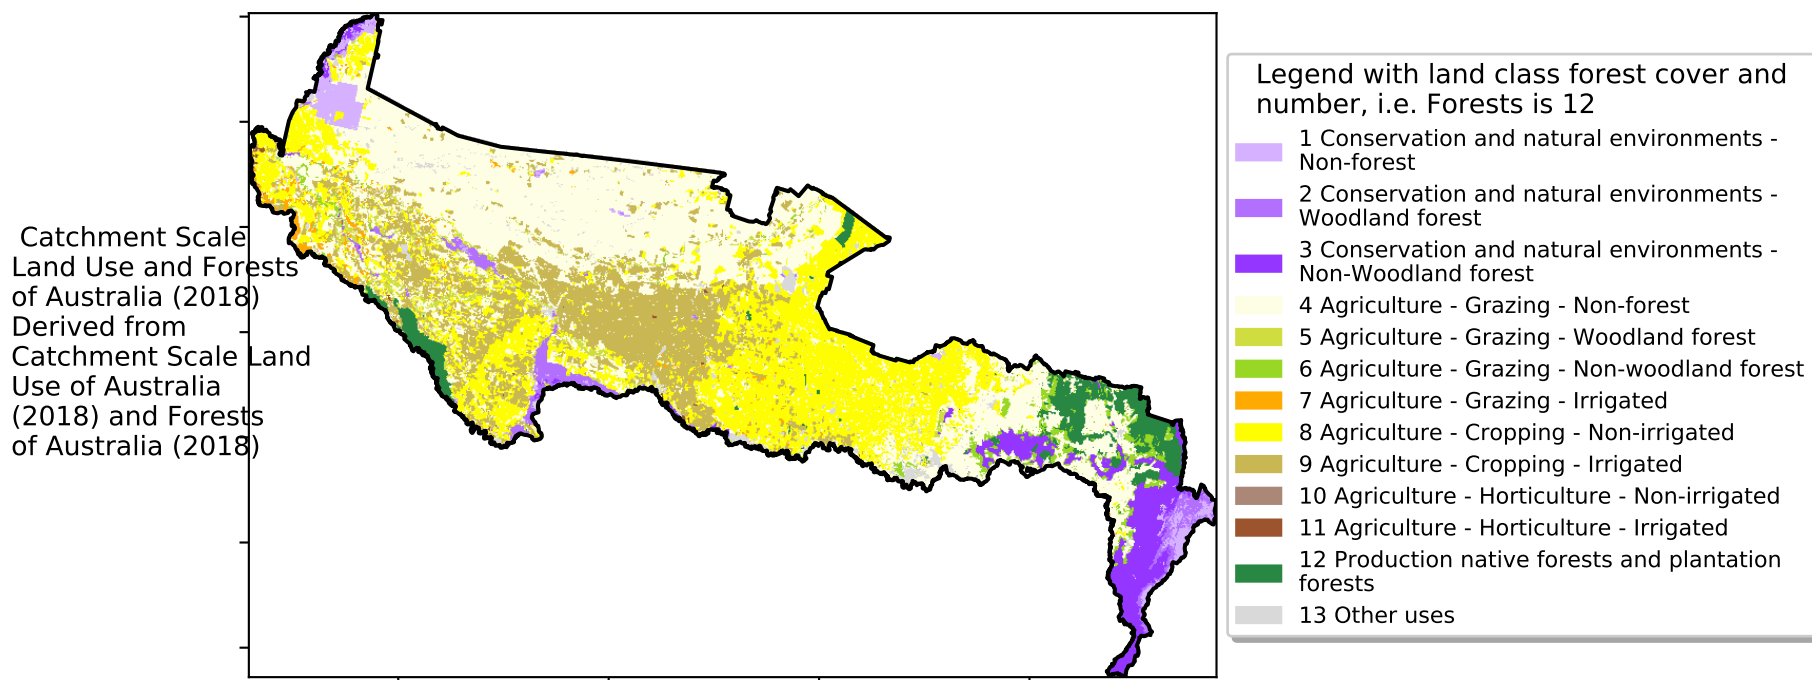 Catchment Scale
Land Use and Forests
of Australia (2018)
Derived from
Catchment Scale Land
Use of Australia
(2018) and Forests
of Australia (2018)
Legend with land class forest cover and
number, i.e. Forests is 12
1 Conservation and natural environments -
Non-forest
2 Conservation and natural environments -
Woodland forest
3 Conservation and natural environments -
Non-Woodland forest
4 Agriculture - Grazing - Non-forest
5 Agriculture - Grazing - Woodland forest
6 Agriculture - Grazing - Non-woodland forest
7 Agriculture - Grazing - Irrigated
8 Agriculture - Cropping - Non-irrigated
9 Agriculture - Cropping - Irrigated
10 Agriculture - Horticulture - Non-irrigated
11 Agriculture - Horticulture - Irrigated
12 Production native forests and plantation
forests
13 Other uses